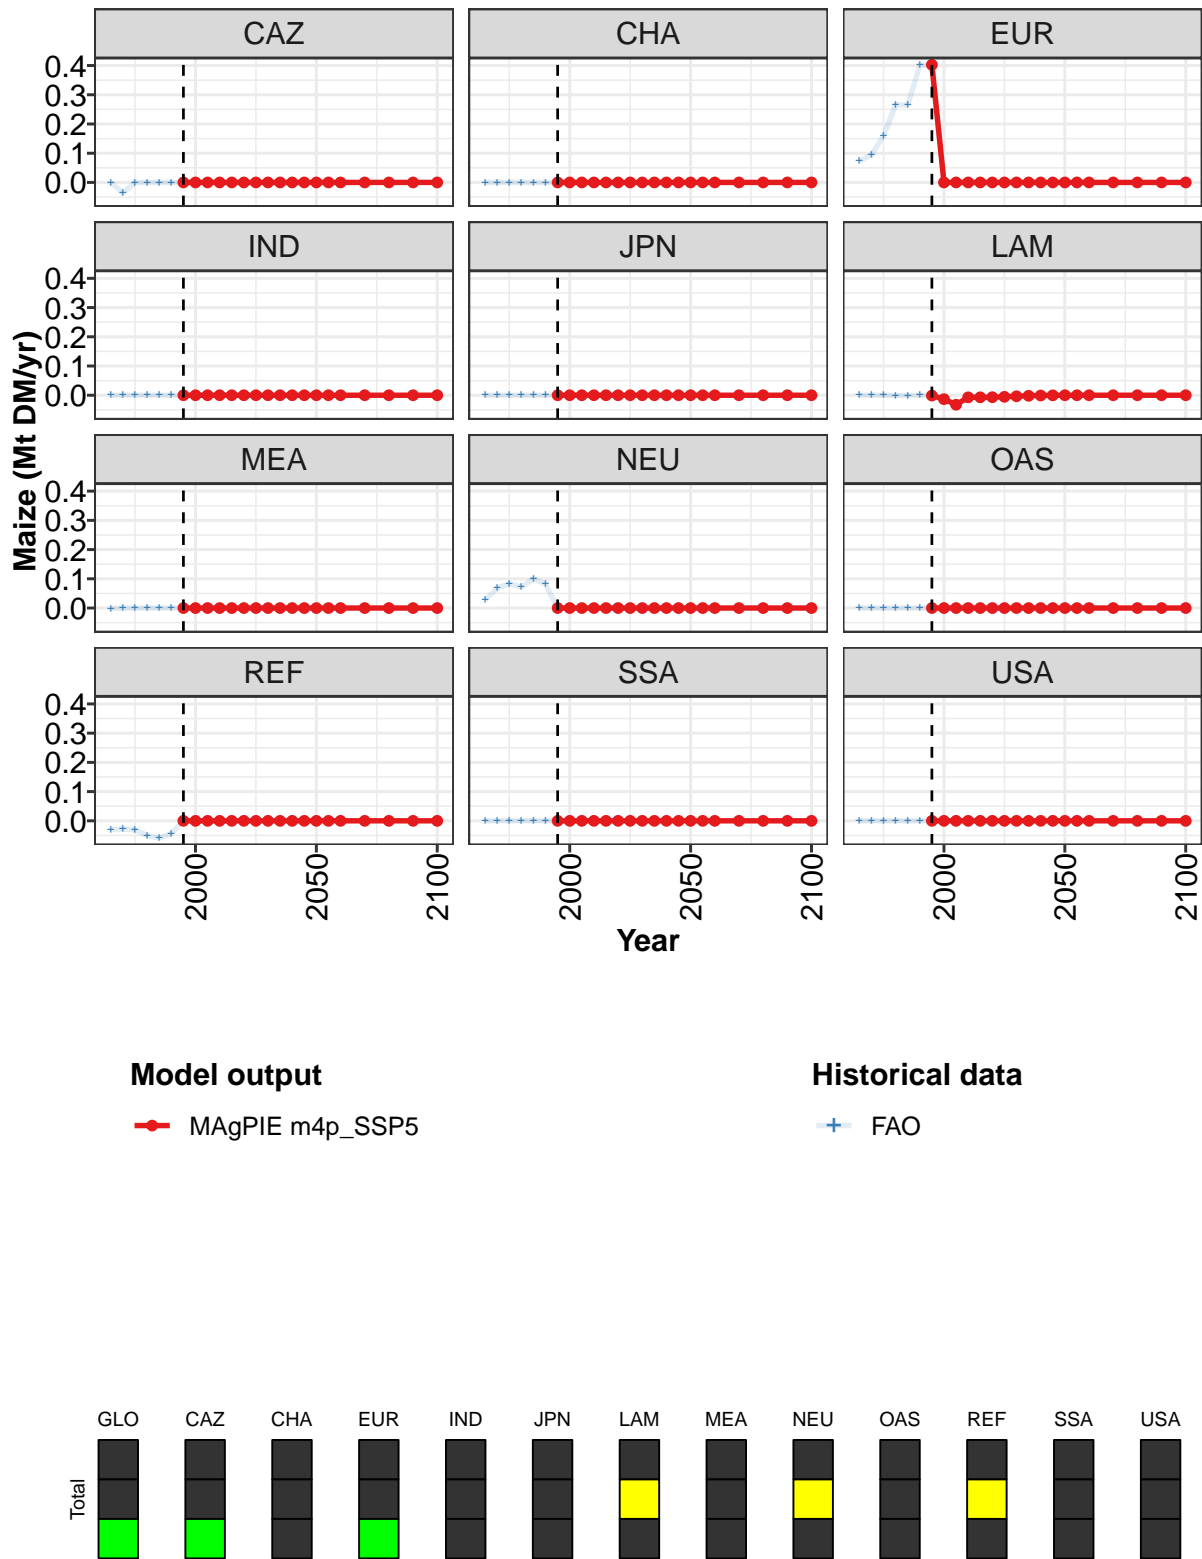 CAZ CHA EUR
0.4
0.3
0.2
0.1
0.0
IND JPN LAM
0.4
0.3
0.2
0.1
0.0
MEA NEU OAS
0.4
0.3
0.2
0.1
0.0
REF SSA USA
0.4
0.3
0.2
0.1
0.0
Maize (Mt DM/yr)
2000 2050 2100 2000 2050 2100 2000 2050 2100
Year
Model output
MAgPIE m4p_SSP5
Historical data
FAO
GLO CAZ CHA EUR IND JPN LAM MEA NEU OAS REF SSA USA
Total